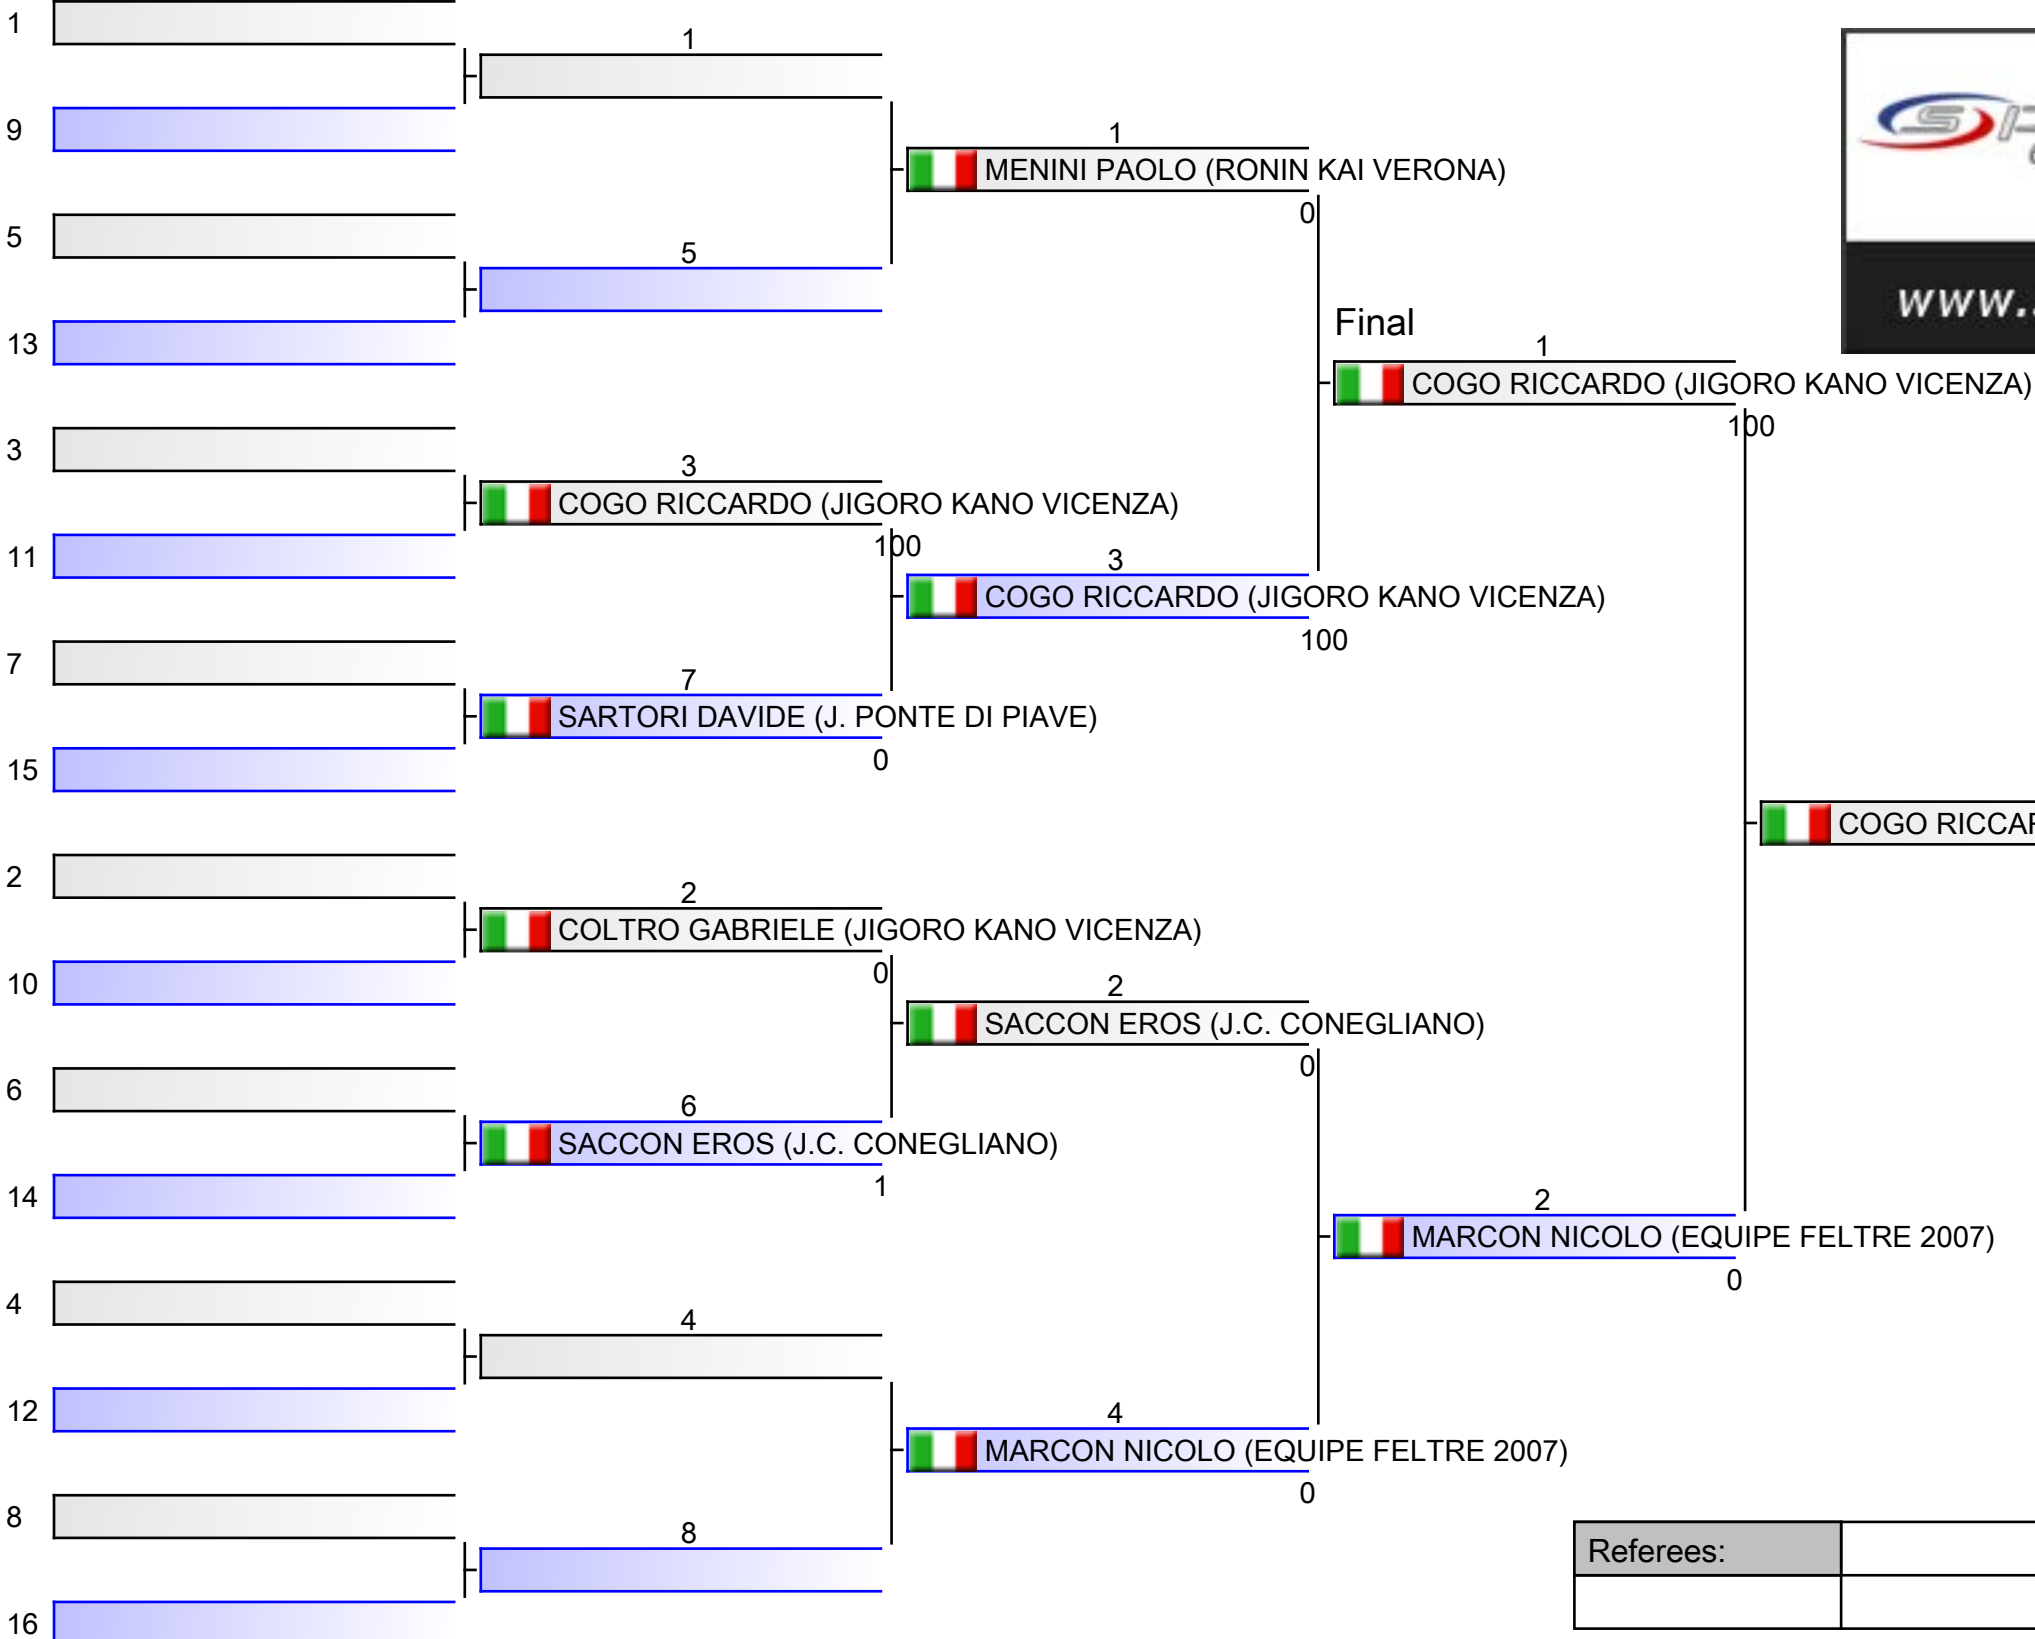 1
1
9
1
MENINI PAOLO (RONIN KAI VERONA)
0
5
5
13
Final
1
COGO RICCARDO (JIGORO KANO VICENZA)
100
www.
3
3
COGO RICCARDO (JIGORO KANO VICENZA)
100
11
3
COGO RICCARDO (JIGORO KANO VICENZA)
100
7
7
SARTORI DAVIDE (J. PONTE DI PIAVE)
0
15
COGO RICCAR
2
2
COLTRO GABRIELE (JIGORO KANO VICENZA)
0
10
2
SACCON EROS (J.C. CONEGLIANO)
0
6
6
SACCON EROS (J.C. CONEGLIANO)
1
14
2
MARCON NICOLO (EQUIPE FELTRE 2007)
0
4
4
12
4
MARCON NICOLO (EQUIPE FELTRE 2007)
0
8
8
16
Referees: